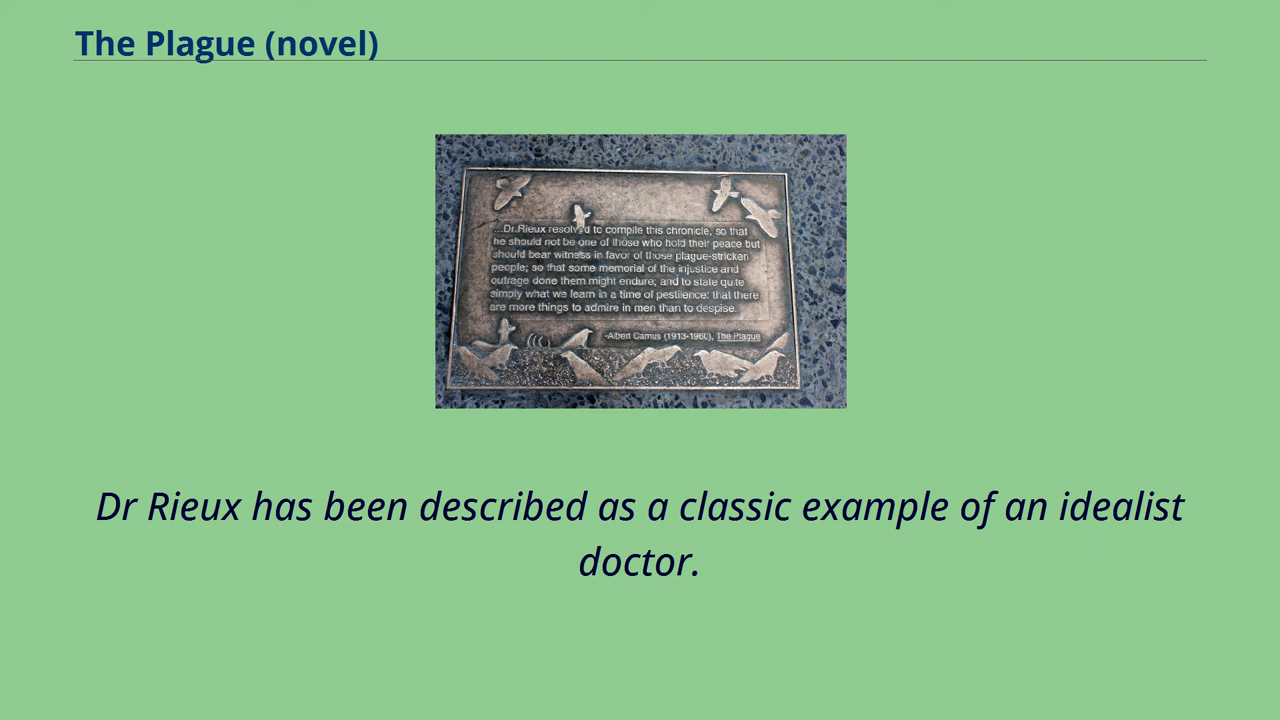 The Plague (novel)
...Dr.Rieux resolved to compile this chronicle, so that
he should not be one of those who hold their peace but
should bear witness in favor of those plague-stricken
people; so that some memorial of the injustice and
outrage done them might endure; and to state quite
simply what we learn in a time of pestilence: that there
are more things to admire in men than to despise.
-Albert Camus (1913-1960), The Plague
Dr Rieux has been described as a classic example of an idealist
doctor.